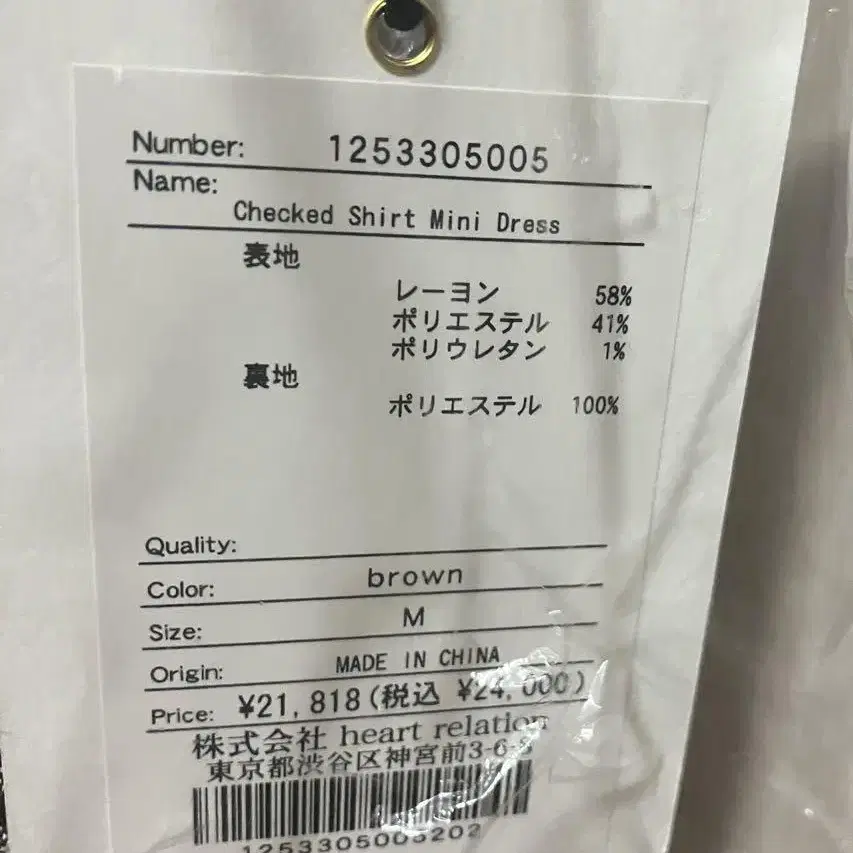 Number: 1253305005
Name:
Checked Shirt Mini Dress
表地
レーヨン 58%
ポリエステル 41%
ポリウレタン 1%
裏地
ポリエステル 100%
Quality:
Color: brown
Size: M
Origin: MADE IN CHINA
Price: ¥21,818(税込 ¥24,000)
株式会社 heart relation
東京都渋谷区神宮前3-6-
1253305005202